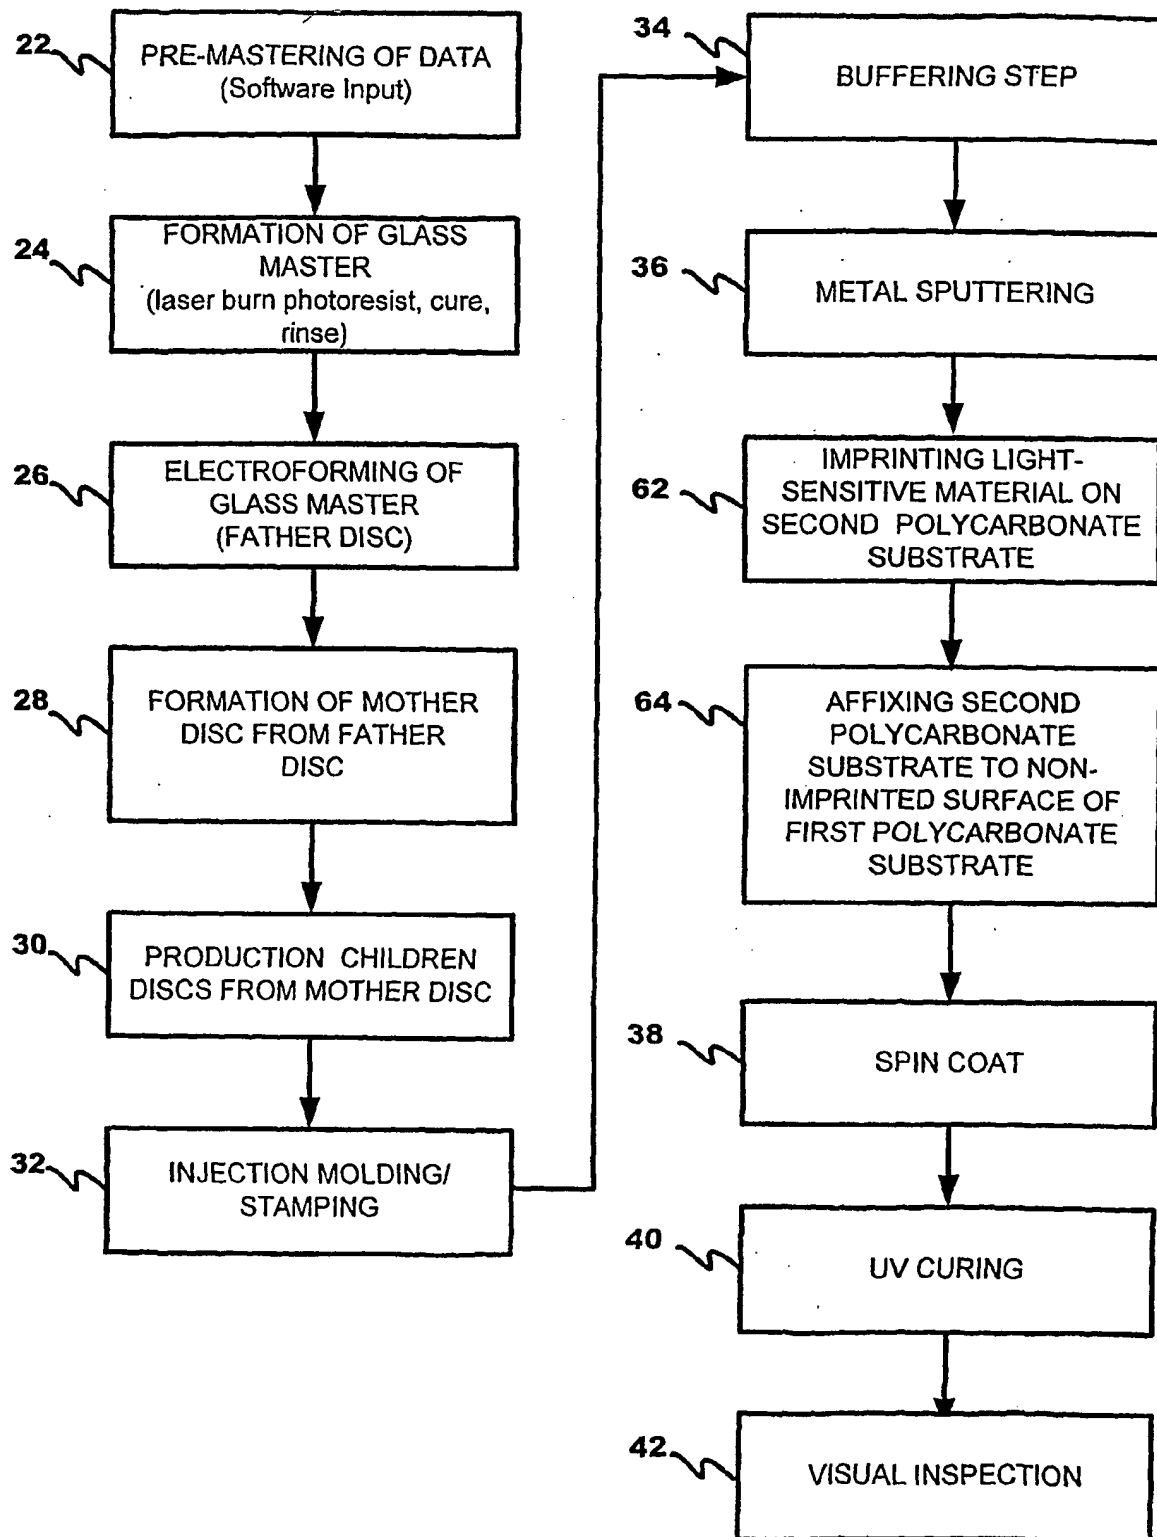 22
PRE-MASTERING OF DATA
(Software Input)
24
FORMATION OF GLASS
MASTER
(laser burn photoresist, cure,
rinse)
26
ELECTROFORMING OF
GLASS MASTER
(FATHER DISC)
28
FORMATION OF MOTHER
DISC FROM FATHER
DISC
30
PRODUCTION CHILDREN
DISCS FROM MOTHER DISC
32
INJECTION MOLDING/
STAMPING
34
BUFFERING STEP
36
METAL SPUTTERING
62
IMPRINTING LIGHT-
SENSITIVE MATERIAL ON
SECOND POLYCARBONATE
SUBSTRATE
64
AFFIXING SECOND
POLYCARBONATE
SUBSTRATE TO NON-
IMPRINTED SURFACE OF
FIRST POLYCARBONATE
SUBSTRATE
38
SPIN COAT
40
UV CURING
42
VISUAL INSPECTION